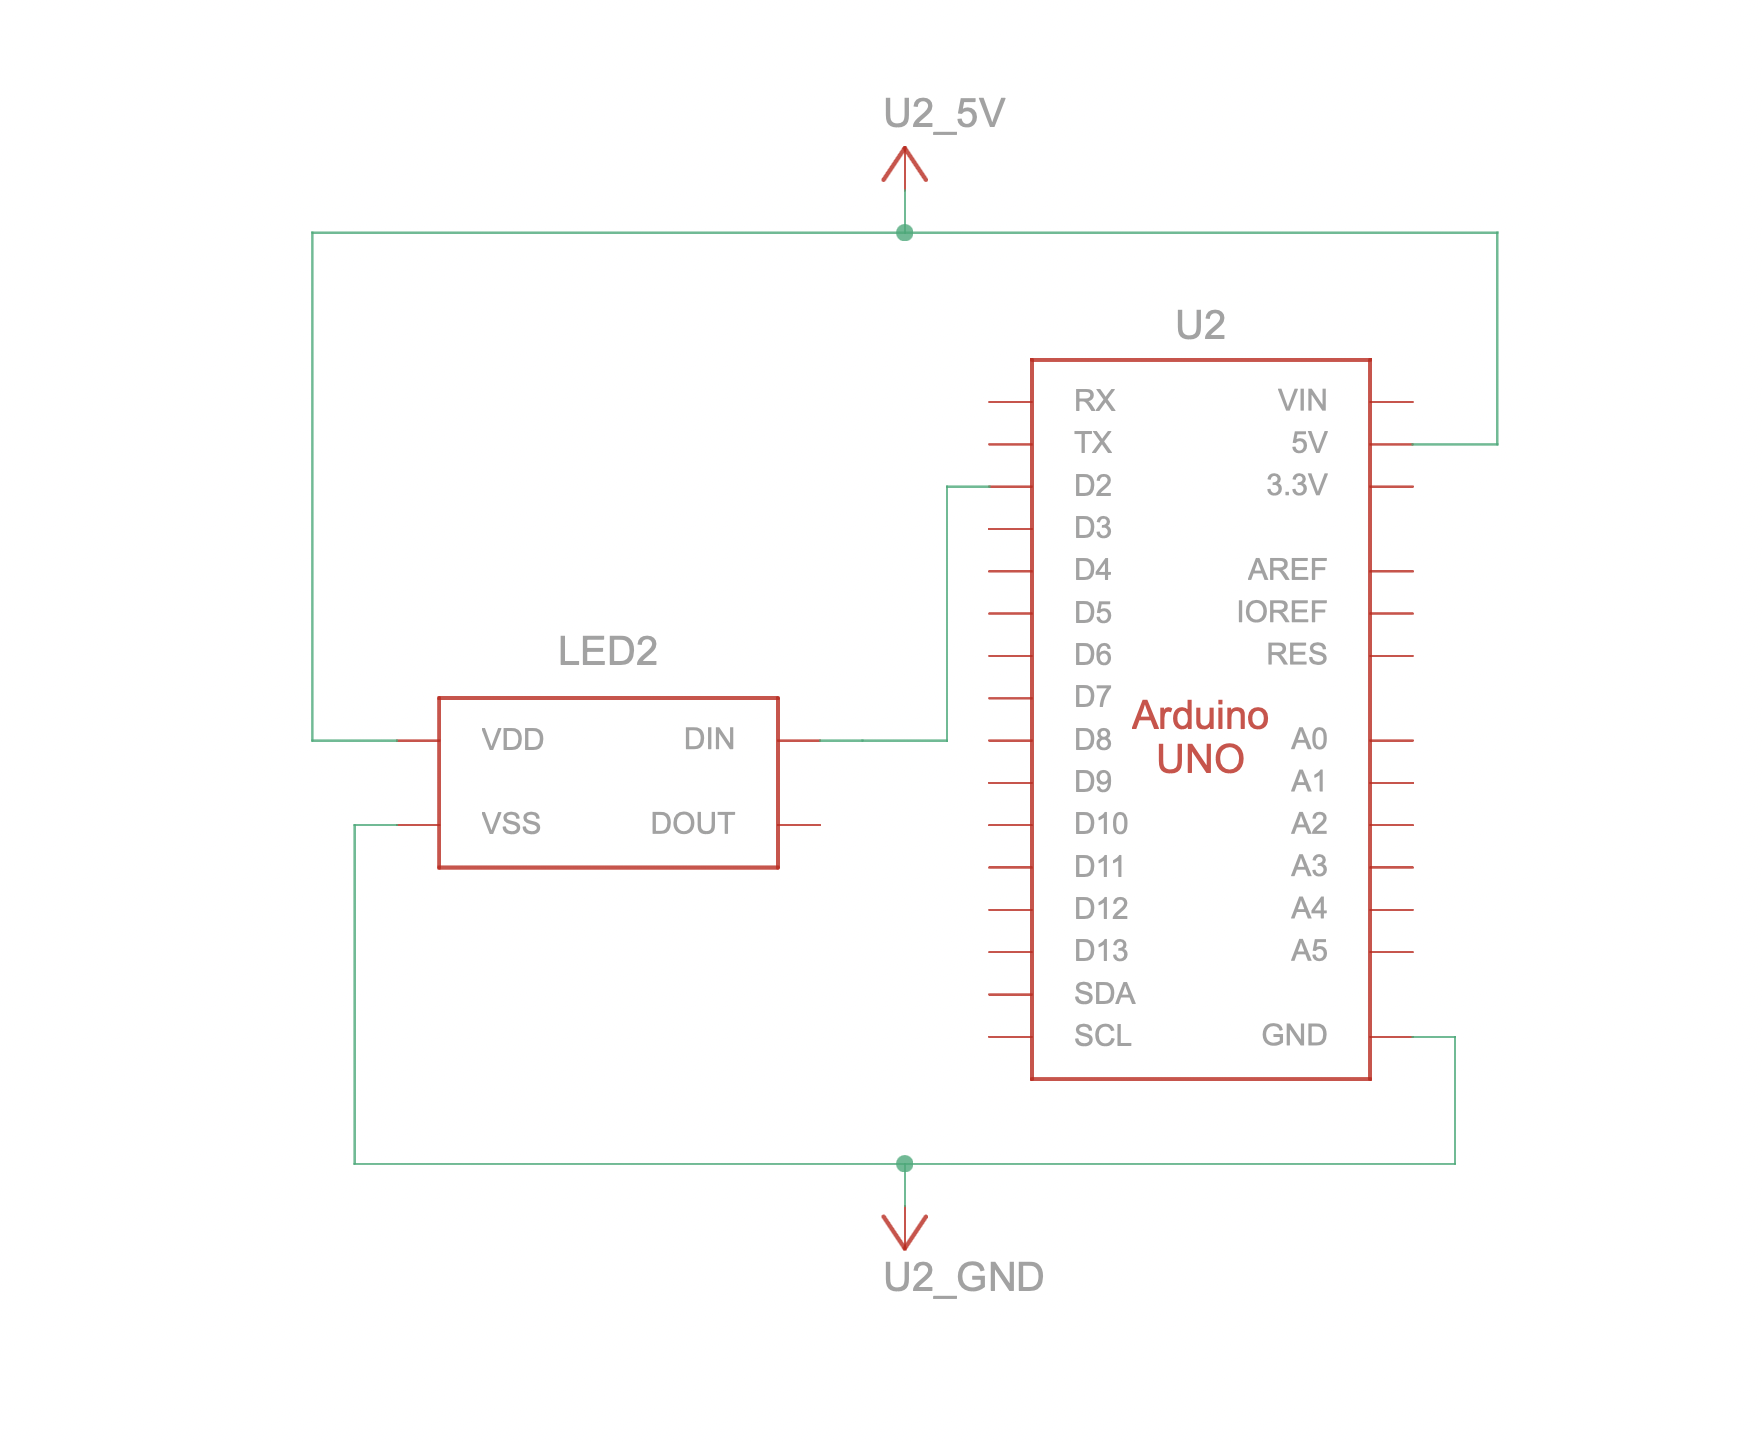 U2_5V
U2
RX VIN
TX 5V
D2 3.3V
D3
D4 AREF
D5 IOREF
D6 RES
D7
Arduino
UNO
D8 A0
D9 A1
D10 A2
D11 A3
D12 A4
D13 A5
SDA
SCL GND
LED2
VDD DIN
VSS DOUT
U2_GND